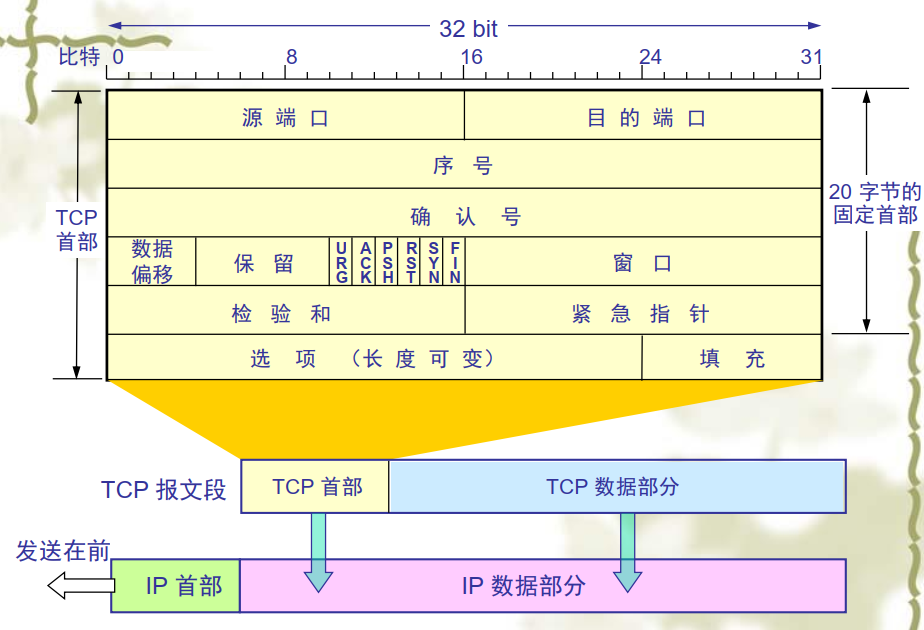 32 bit
比特 0 8 16 24 31
源 端 口 目 的 端 口
序 号
确 认 号
TCP
首部
20 字节的
固定首部
数据
偏移
保 留
URG
ACK
PSH
RST
SYN
FIN
窗 口
检 验 和 紧 急 指 针
选 项 （长 度 可 变） 填 充
TCP 报文段 TCP 首部 TCP 数据部分
发送在前
IP 首部 IP 数据部分